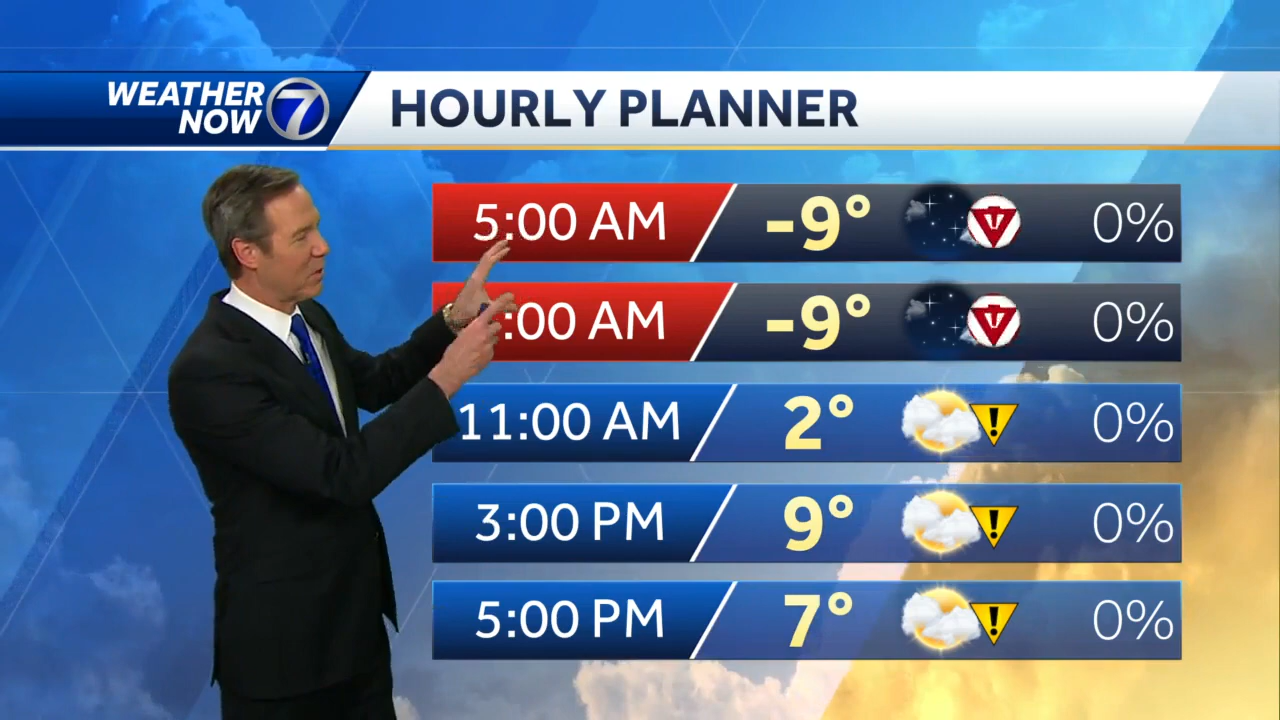 WEATHER
NOW 7
HOURLY PLANNER
5:00 AM -9° 0%
:00 AM -9° 0%
11:00 AM 2° ! 0%
3:00 PM 9° ! 0%
5:00 PM 7° ! 0%